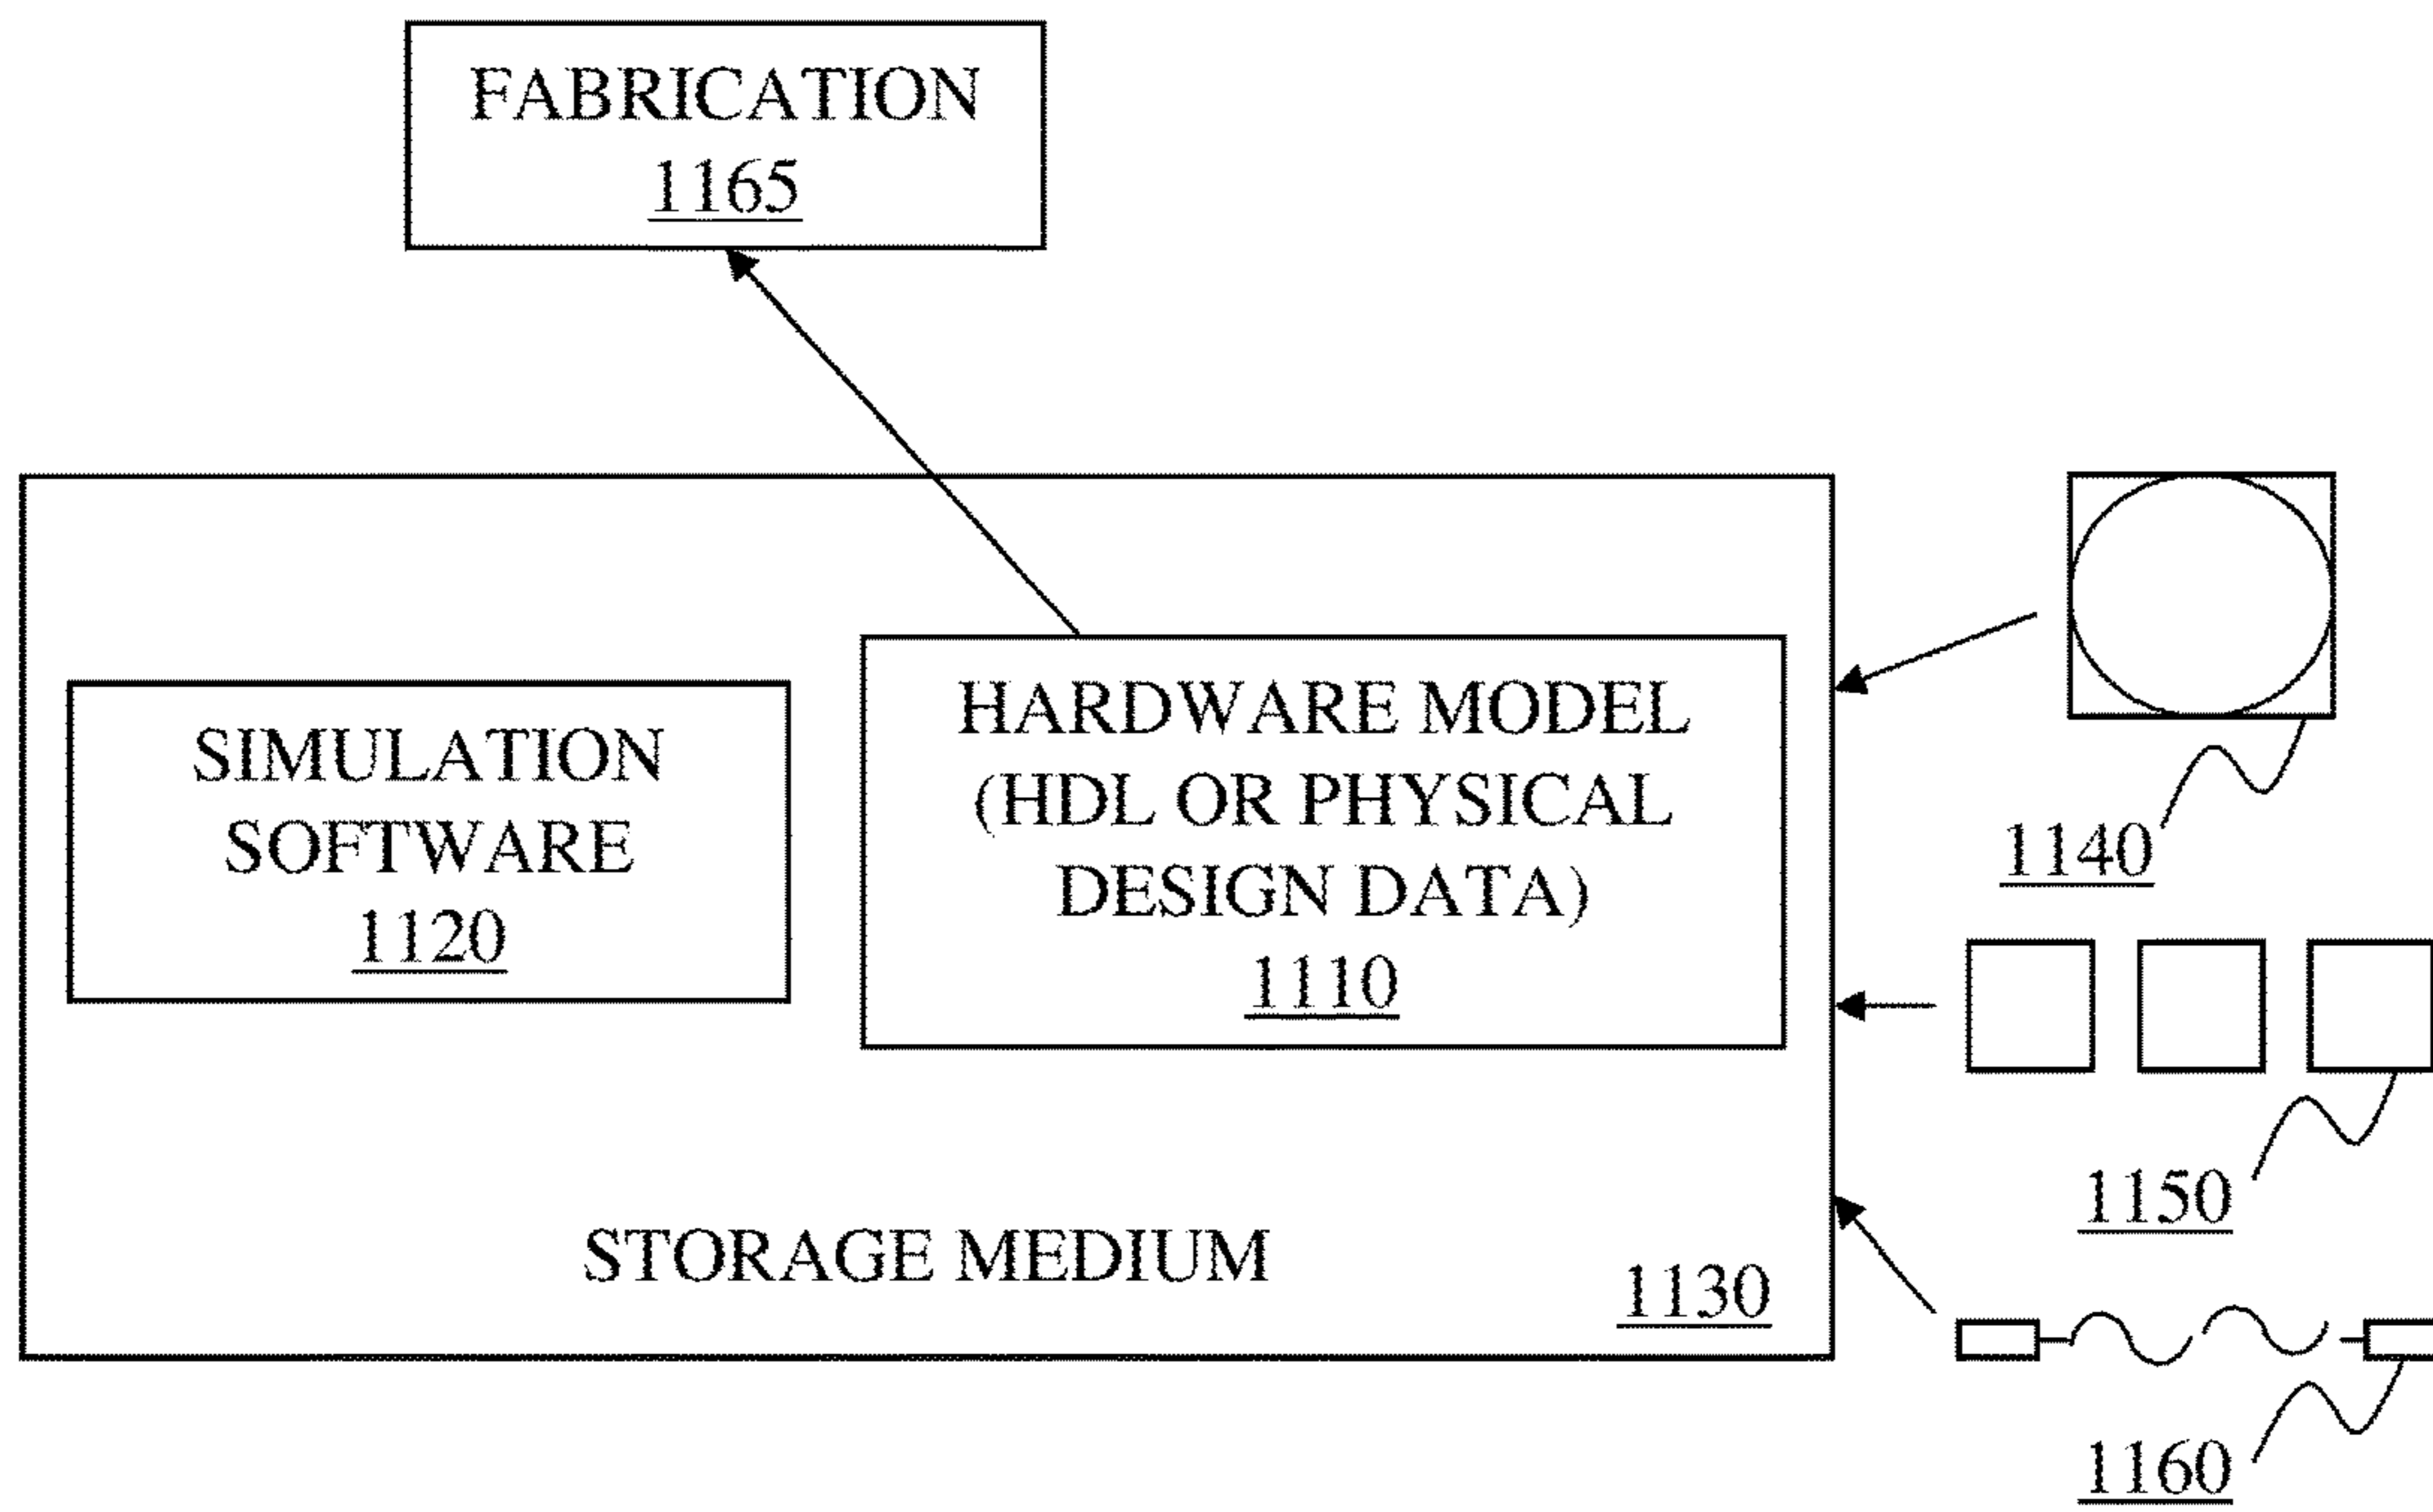 FABRICATION
1165
SIMULATION
SOFTWARE
1120
HARDWARE MODEL
(HDL OR PHYSICAL
DESIGN DATA)
1110
STORAGE MEDIUM
1130
1140
1150
1160